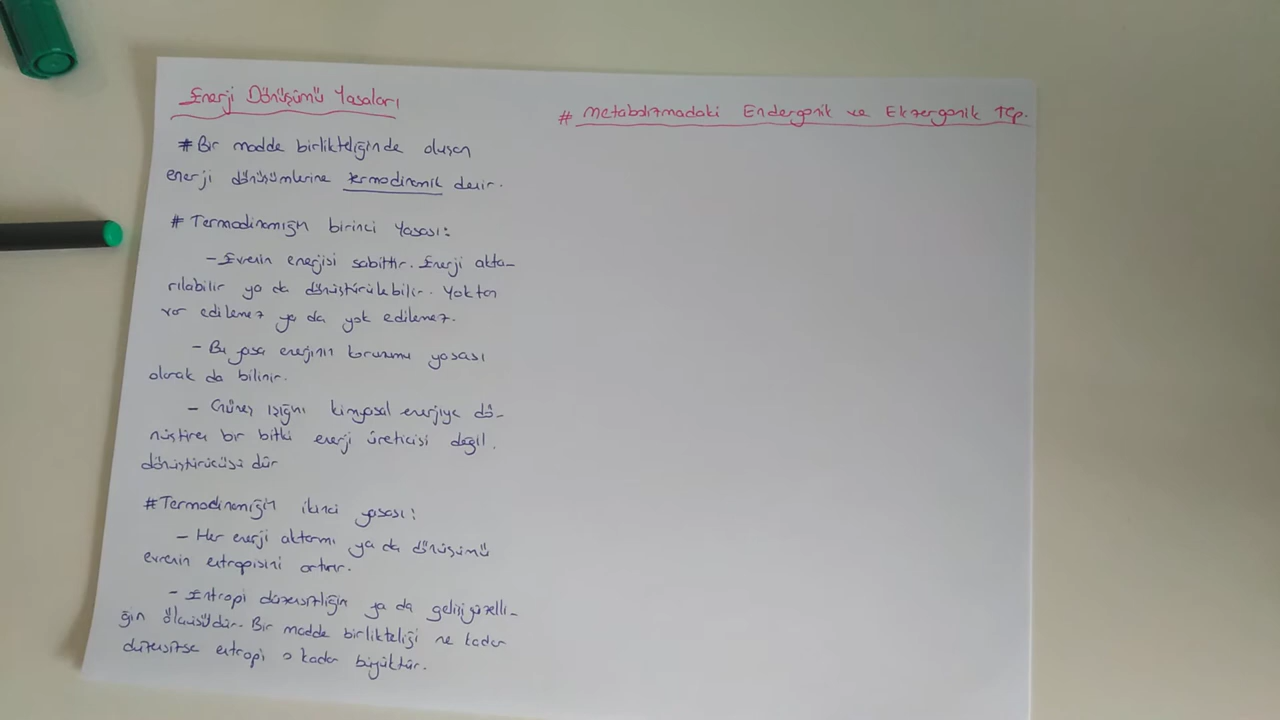 Enerji Dönüşümü Yasaları
# Bir madde birlikteliğinde oluşan
enerji dönüşümlerine termodinamik denir.
# Termodinamiğin birinci Yasası:
- Evrenin enerjisi sabittir. Enerji akta-
rılabilir ya da dönüştürülebilir. Yoktan
var edilemez ya da yok edilemez.
- Bu yasa enerjinin korunumu yasası
olarak da bilinir.
- Güneş ışığını kimyasal enerjiye dö-
nüştüren bir bitki enerji üreticisi değil.
dönüştürücüsü dür
# Termodinamiğin ikinci yasası:
- Her enerji aktarımı ya da dönüşümü
evrenin entropisini artırır.
- Entropi düzensizliğin ya da gelişigüzelli-
ğin ölçüsüdür. Bir madde birlikteliği ne kadar
düzensizse entropi o kadar büyüktür.
# Metabolizmadaki Endergonik ve Ekzergonik Tep.